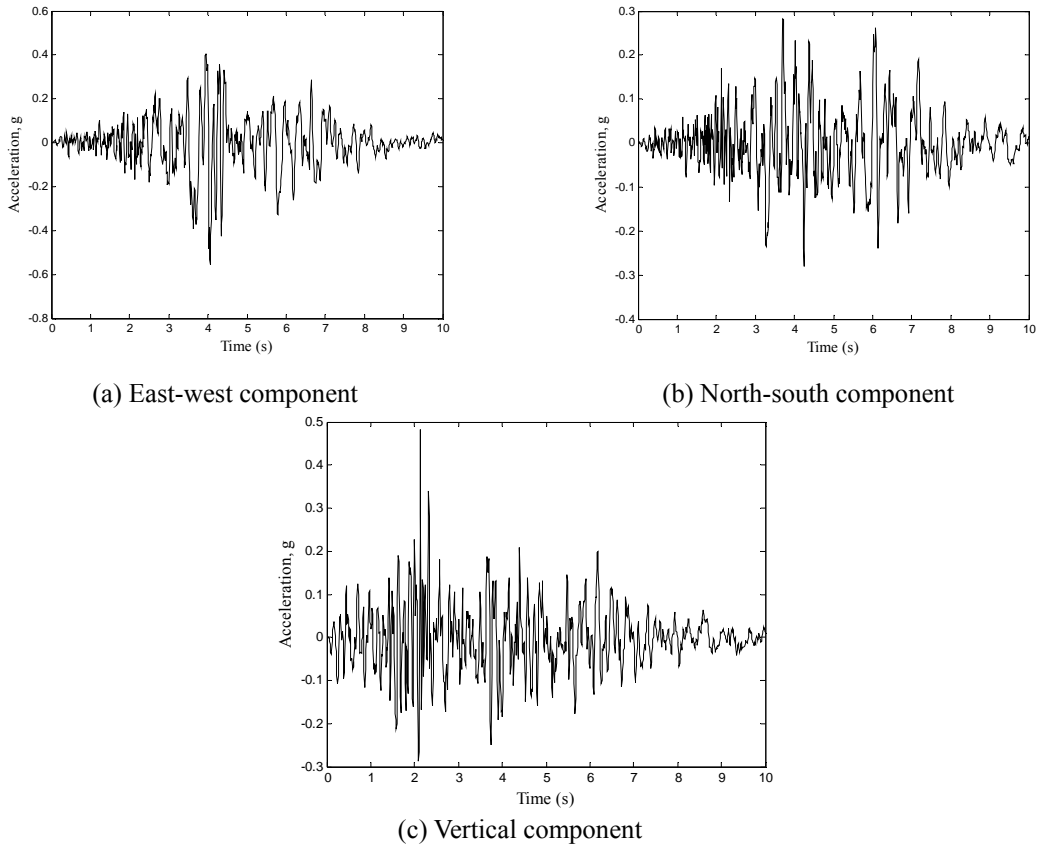 0.6
0.4
0.2
0
-0.2
-0.4
-0.6
-0.8
Acceleration, g
0 1 2 3 4 5 6 7 8 9 10
Time (s)
(a) East-west component
0.3
0.2
0.1
0
-0.1
-0.2
-0.3
-0.4
Acceleration, g
0 1 2 3 4 5 6 7 8 9 10
Time (s)
(b) North-south component
0.5
0.4
0.3
0.2
0.1
0
-0.1
-0.2
-0.3
Acceleration, g
0 1 2 3 4 5 6 7 8 9 10
Time (s)
(c) Vertical component